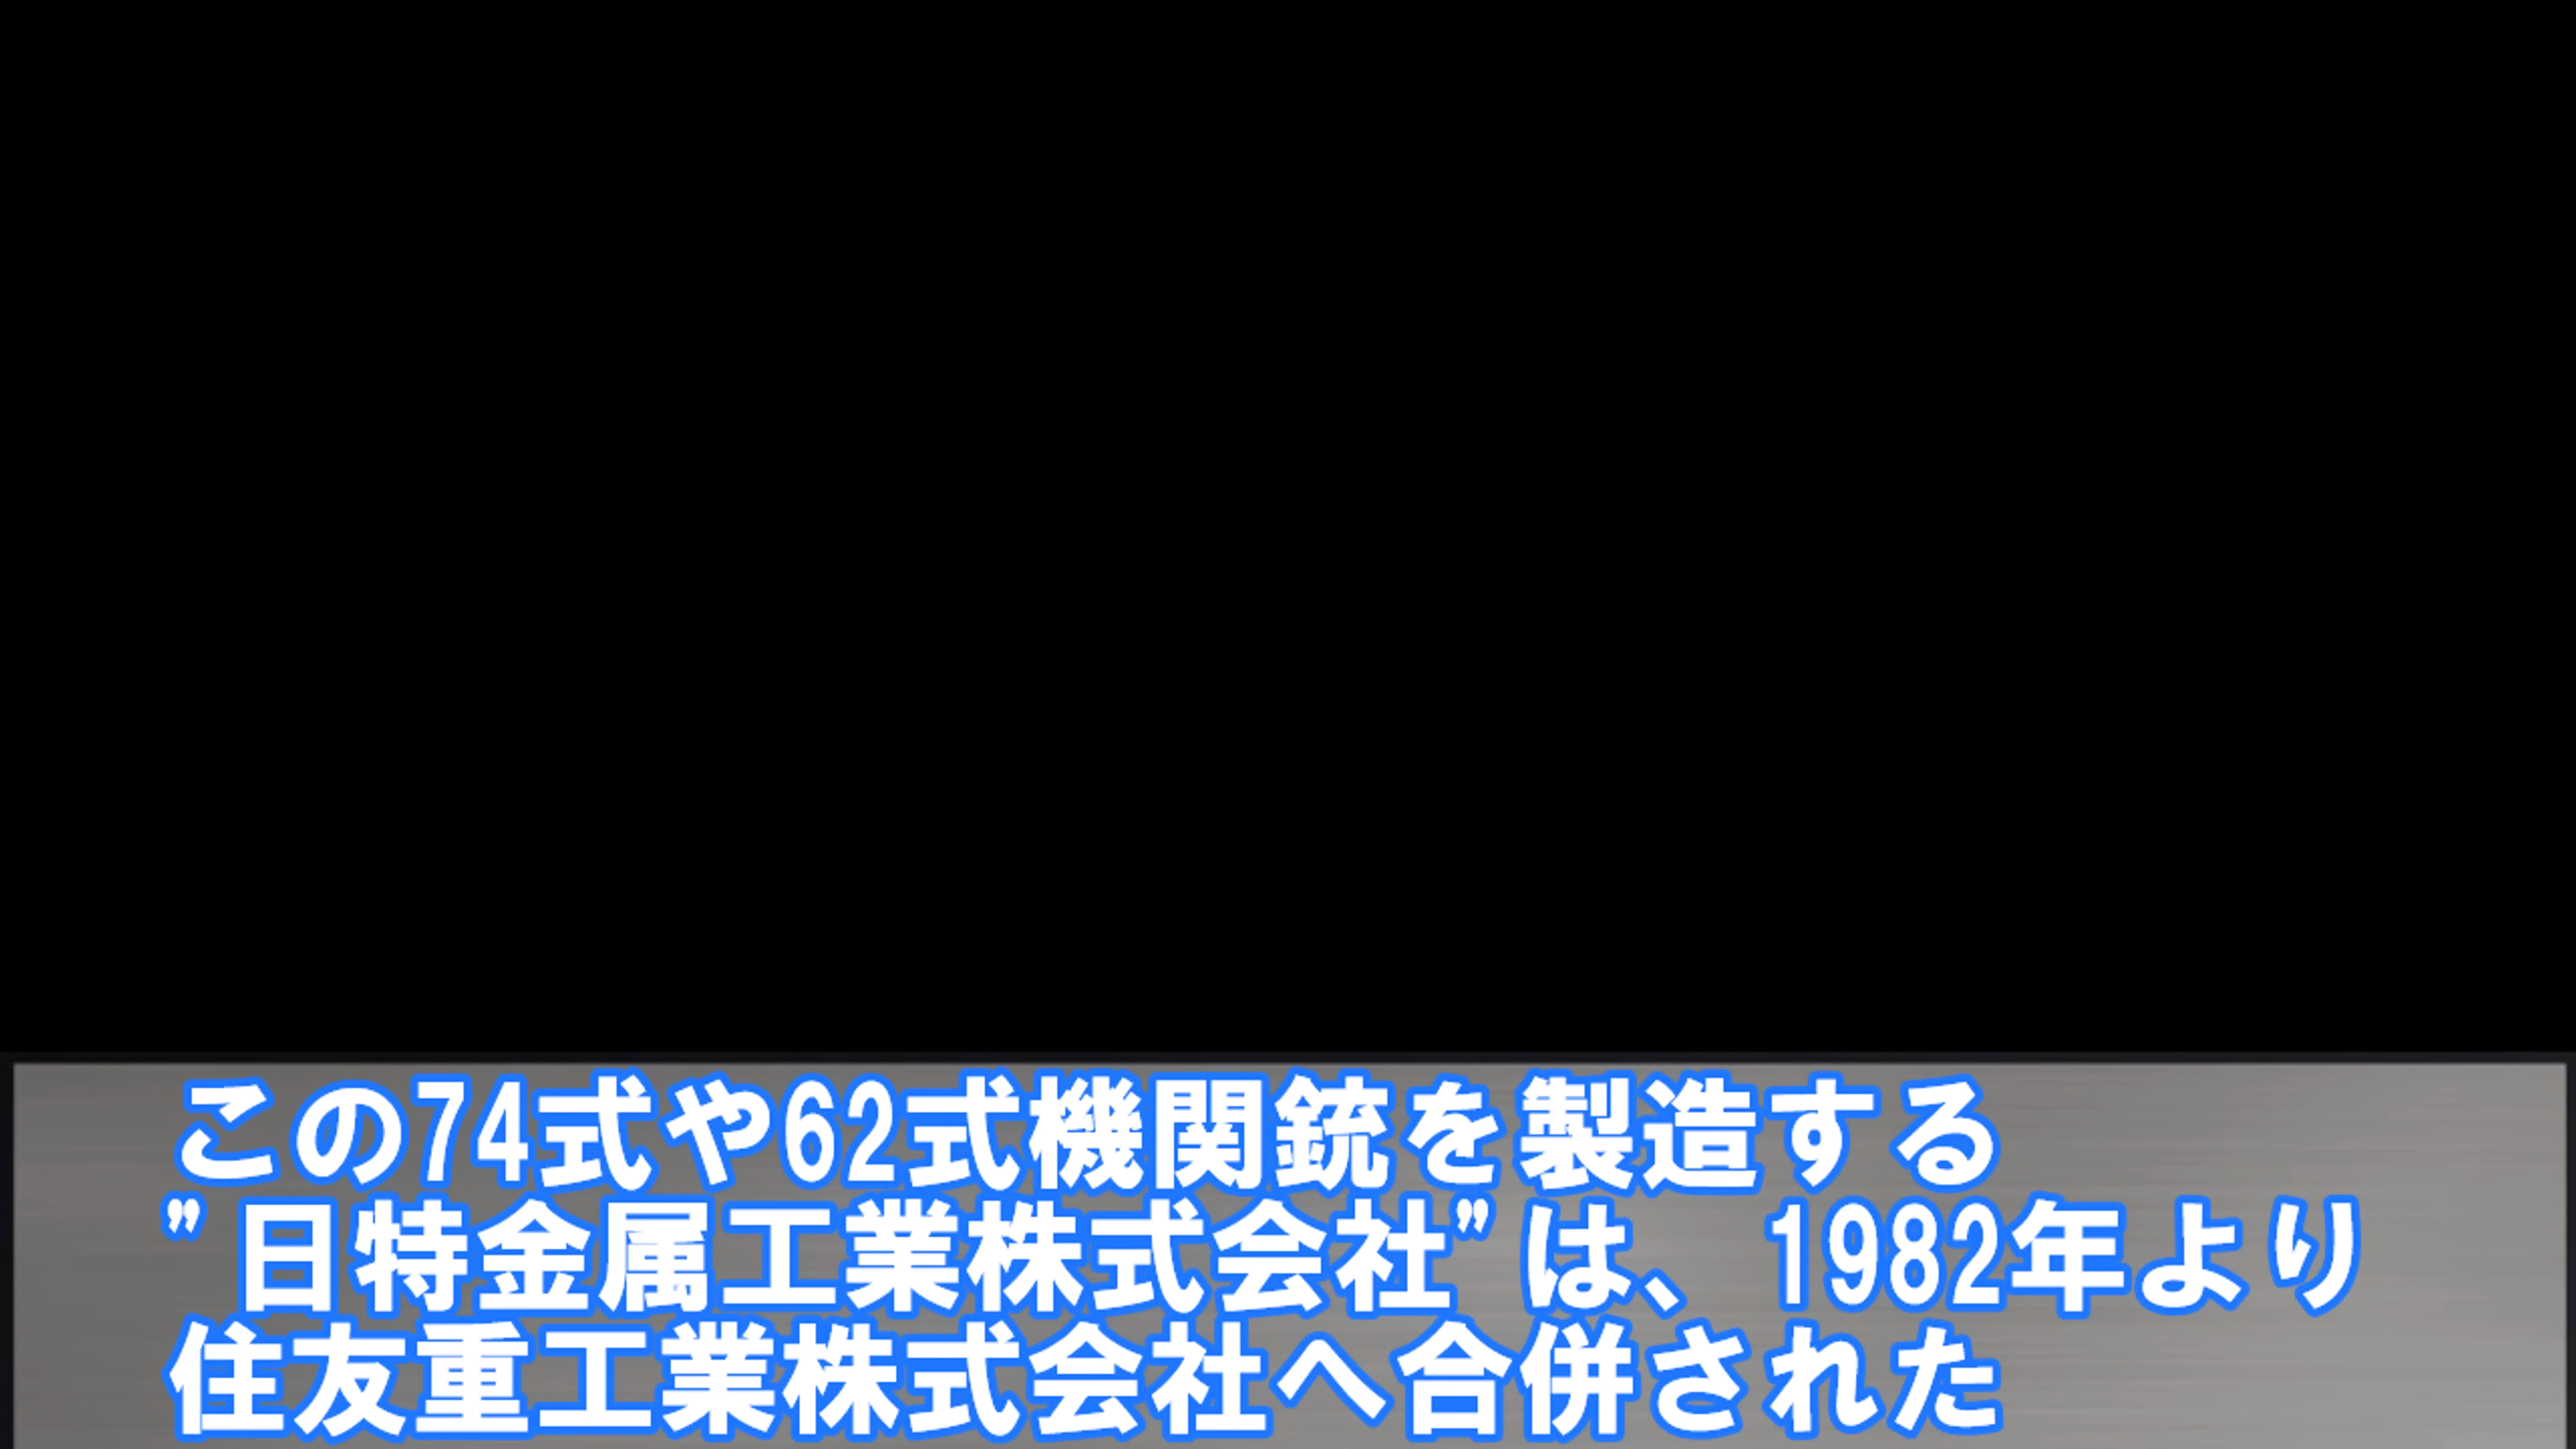 この74式や62式機関銃を製造する
"日特金属工業株式会社"は、1982年より
住友重工業株式会社へ合併された